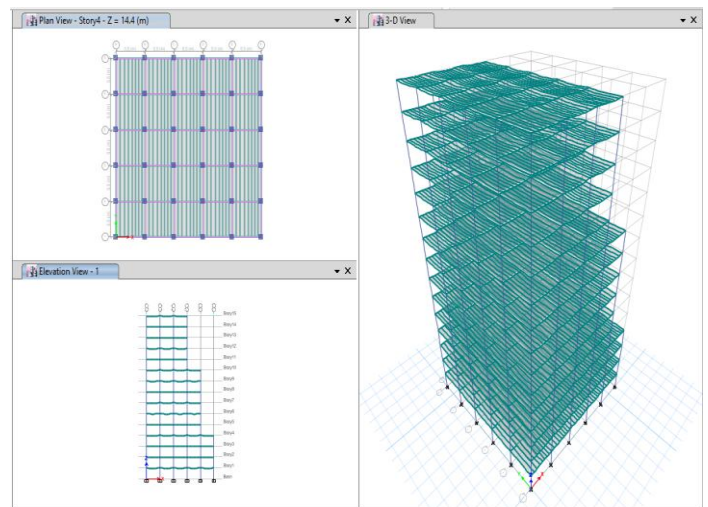 Plan View - Story4 - Z = 14.4 (m)
3-D View
Elevation View - 1
Story15
Story14
Story13
Story12
Story11
Story10
Story9
Story8
Story7
Story6
Story5
Story4
Story3
Story2
Story1
Base